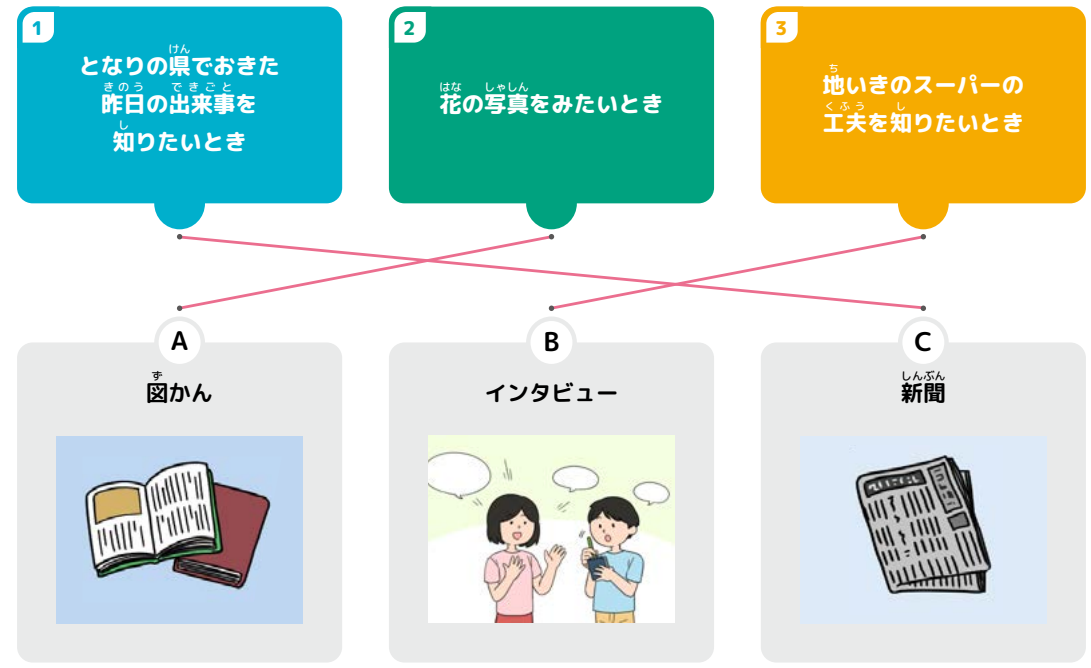 1
となりの県でおきた
昨日の出来事を
知りたいとき
2
花の写真をみたいとき
3
地いきのスーパーの
工夫を知りたいとき
A
図かん
B
インタビュー
C
新聞